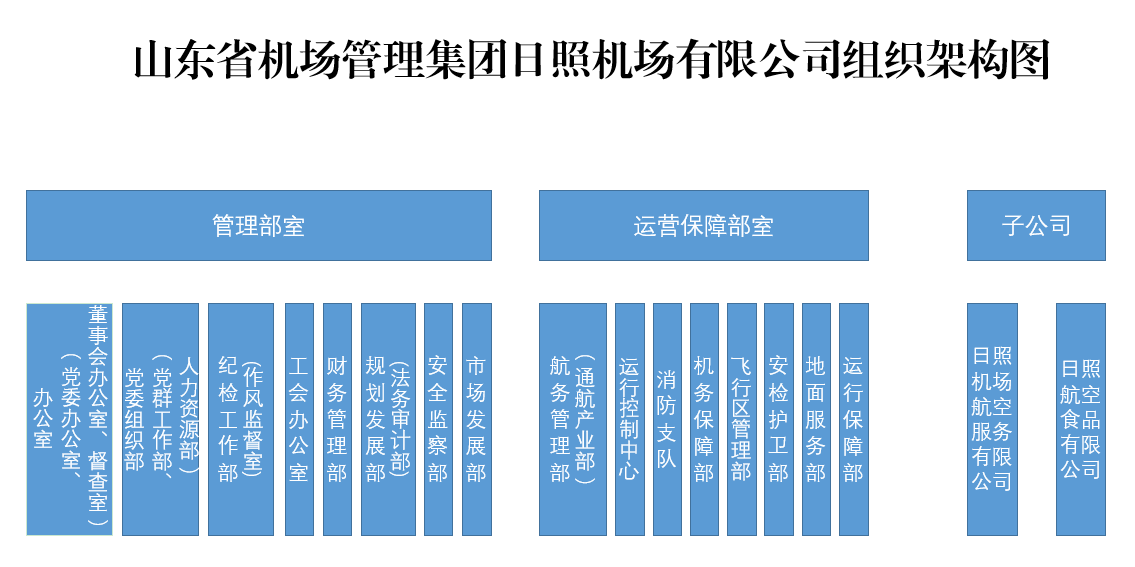 山东省机场管理集团日照机场有限公司组织架构图
管理部室
运营保障部室
子公司
办公室
（党委办公室、
董事会办公室、督查室）
党委组织部
（党群工作部、
人力资源部）
纪检工作部
(作风监督室)
工会办公室
财务管理部
规划发展部
(法务审计部)
安全监察部
市场发展部
航务管理部
（通航产业部）
运行控制中心
消防支队
机务保障部
飞行区管理部
安检护卫部
地面服务部
运行保障部
日照
机场
航空
服务
有限
公司
日照
航空
食品
有限
公司